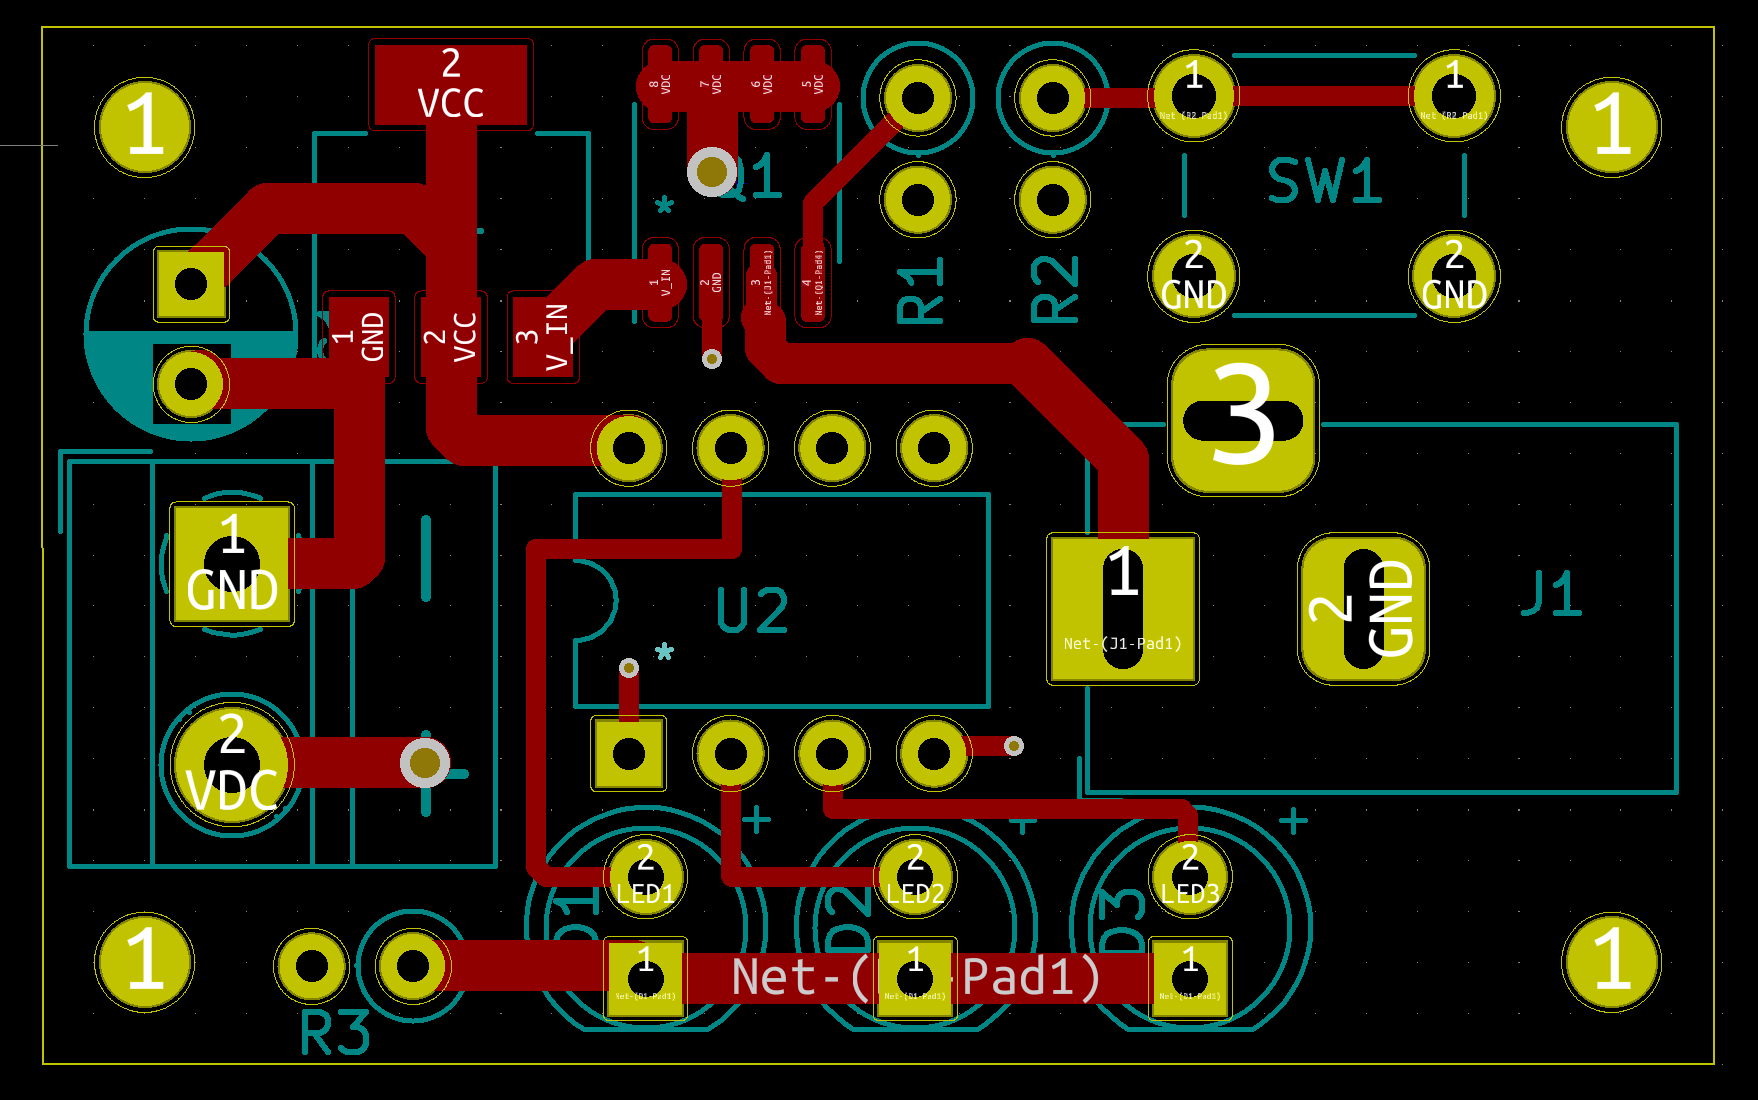 1
2
VCC
8
VDC
7
VDC
6
VDC
5
VDC
1
Net-(R2-Pad1)
1
Net-(R2-Pad1)
1
Q1
*
SW1
1
V_IN
2
GND
3
Net-(J1-Pad1)
4
Net-(Q1-Pad4)
R1
R2
2
GND
2
GND
1
GND
2
VCC
3
V_IN
3
1
GND
U2
*
1
Net-(J1-Pad1)
2
GND
J1
2
VDC
+
+
+
2
LED1
2
LED2
2
LED3
D1
D2
D3
1
1
Net-(D1-Pad1)
Net-( -Pad1)
1
Net-(D1-Pad1)
1
Net-(D1-Pad1)
1
R3